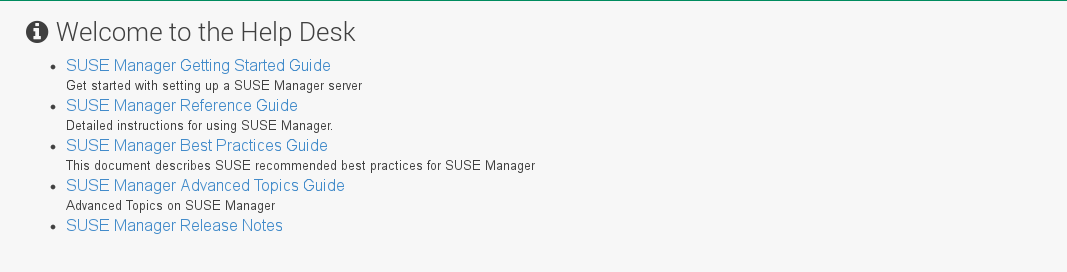 Welcome to the Help Desk
SUSE Manager Getting Started Guide
Get started with setting up a SUSE Manager server
SUSE Manager Reference Guide
Detailed instructions for using SUSE Manager.
SUSE Manager Best Practices Guide
This document describes SUSE recommended best practices for SUSE Manager
SUSE Manager Advanced Topics Guide
Advanced Topics on SUSE Manager
SUSE Manager Release Notes